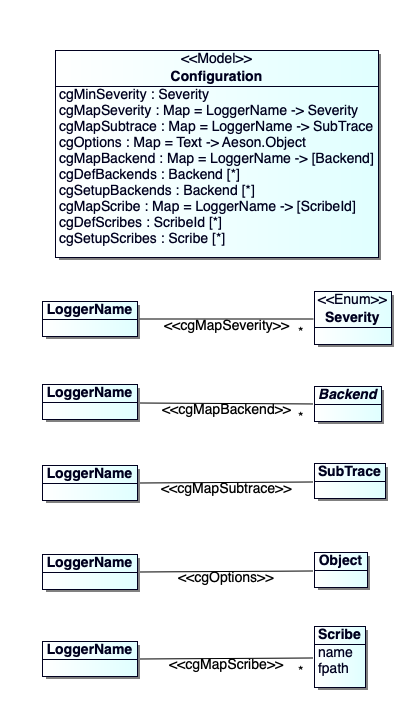 <<Model>>
Configuration
cgMinSeverity : Severity
cgMapSeverity : Map = LoggerName -> Severity
cgMapSubtrace : Map = LoggerName -> SubTrace
cgOptions : Map = Text -> Aeson.Object
cgMapBackend : Map = LoggerName -> [Backend]
cgDefBackends : Backend [*]
cgSetupBackends : Backend [*]
cgMapScribe : Map = LoggerName -> [ScribeId]
cgDefScribes : ScribeId [*]
cgSetupScribes : Scribe [*]
LoggerName
<<cgMapSeverity>> *
<<Enum>>
Severity
LoggerName
<<cgMapBackend>> *
Backend
LoggerName
<<cgMapSubtrace>>
SubTrace
LoggerName
<<cgOptions>>
Object
LoggerName
<<cgMapScribe>> *
Scribe
name
fpath